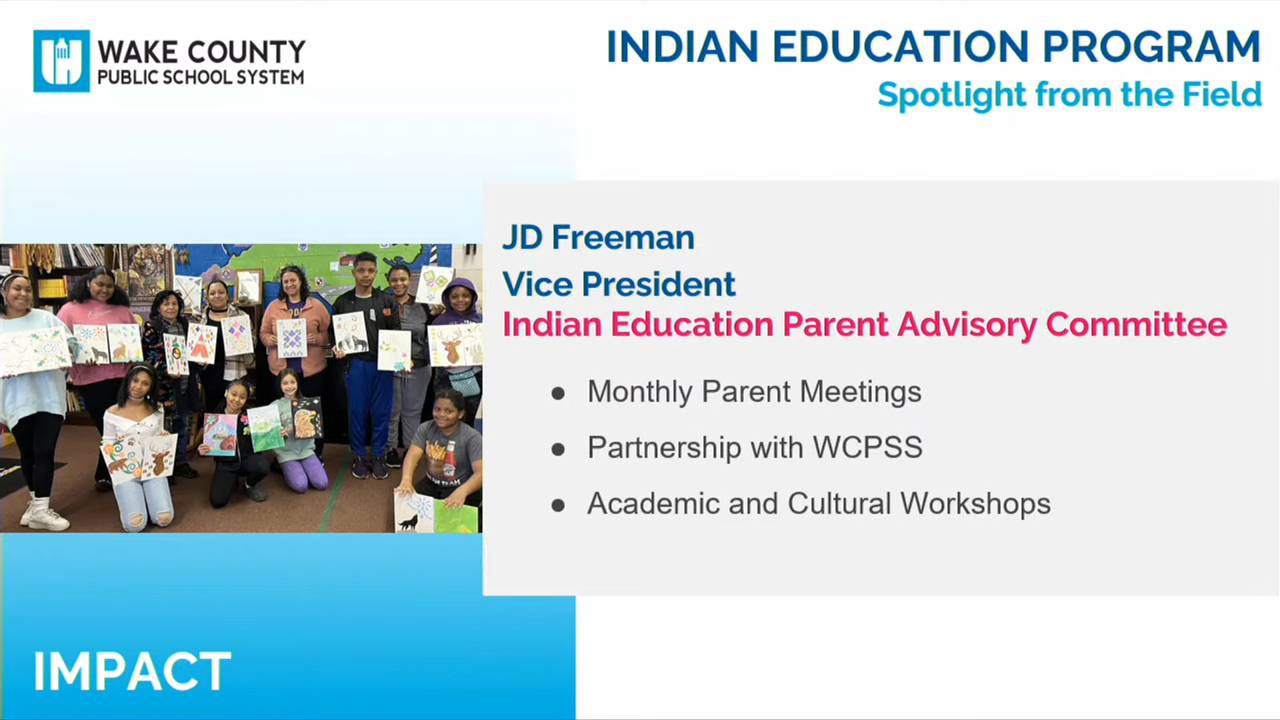 WAKE COUNTY
PUBLIC SCHOOL SYSTEM
INDIAN EDUCATION PROGRAM
Spotlight from the Field
JD Freeman
Vice President
Indian Education Parent Advisory Committee
● Monthly Parent Meetings
● Partnership with WCPSS
● Academic and Cultural Workshops
IMPACT